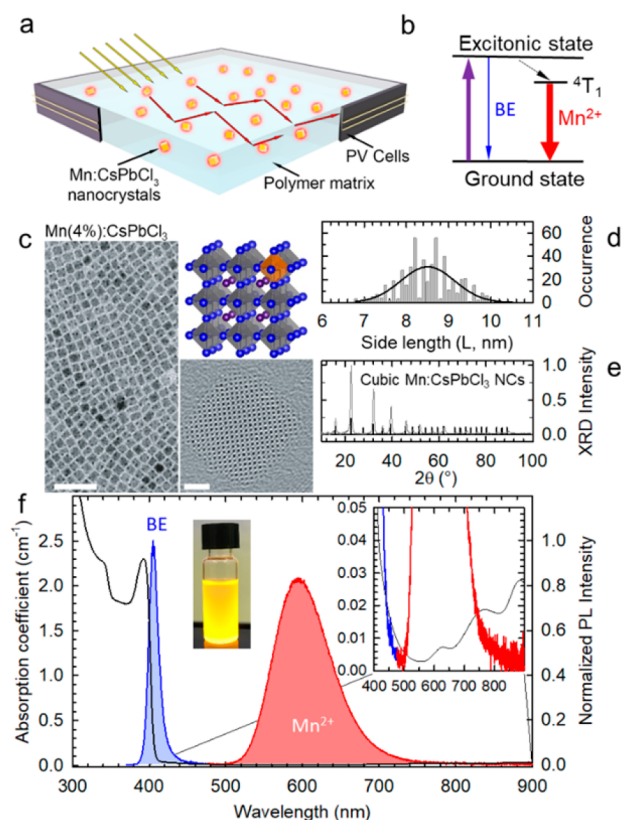 a
Mn:CsPbCl3
nanocrystals
Polymer matrix
PV Cells
b
Excitonic state
4T1
BE
Mn2+
Ground state
c
Mn(4%):CsPbCl3
d
60
40
20
0
Occurrence
6 7 8 9 10 11
Side length (L, nm)
e
Cubic Mn:CsPbCl3 NCs
1.0
0.5
0.0
XRD Intensity
20 40 60 80 100
2θ (°)
f
BE
Mn2+
2.5
2.0
1.5
1.0
0.5
0.0
Absorption coefficient (cm-1)
0.05
0.04
0.03
0.02
0.01
0.00
400 500 600 700 800
1.0
0.8
0.6
0.4
0.2
0.0
Normalized PL Intensity
300 400 500 600 700 800 900
Wavelength (nm)